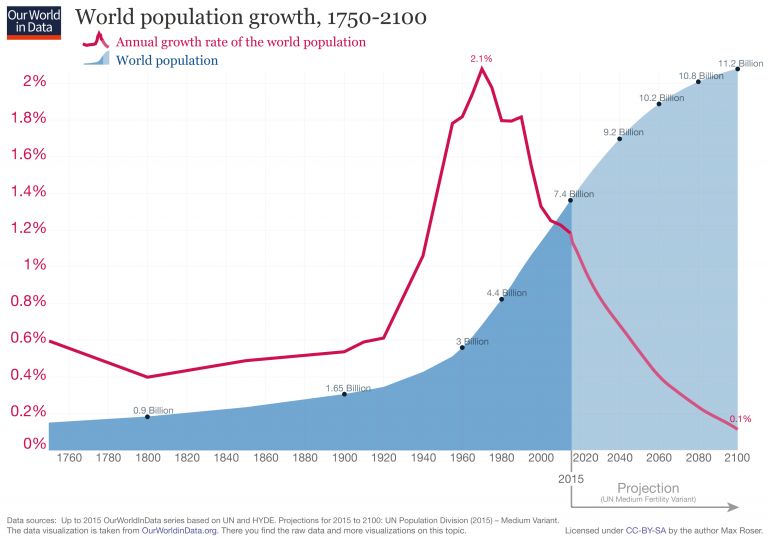 Our World
in Data
World population growth, 1750-2100
Annual growth rate of the world population
World population
2.1%
11.2 Billion
10.8 Billion
10.2 Billion
9.2 Billion
7.4 Billion
4.4 Billion
3 Billion
1.65 Billion
0.9 Billion
0.1%
2%
1.8%
1.6%
1.4%
1.2%
1%
0.8%
0.6%
0.4%
0.2%
0%
1760 1780 1800 1820 1840 1860 1880 1900 1920 1940 1960 1980 2000 2020 2040 2060 2080 2100
2015
Projection
(UN Medium Fertility Variant)
Data sources: Up to 2015 OurWorldInData series based on UN and HYDE. Projections for 2015 to 2100: UN Population Division (2015) – Medium Variant.
The data visualization is taken from OurWorldinData.org. There you find the raw data and more visualizations on this topic.
Licensed under CC-BY-SA by the author Max Roser.